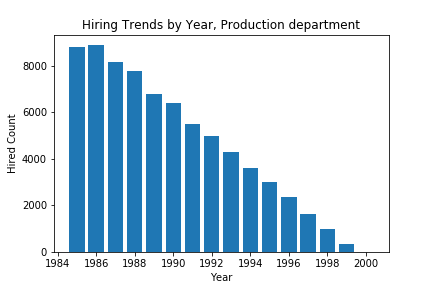 Hiring Trends by Year, Production department
Hired Count
8000
6000
4000
2000
0
1984 1986 1988 1990 1992 1994 1996 1998 2000
Year